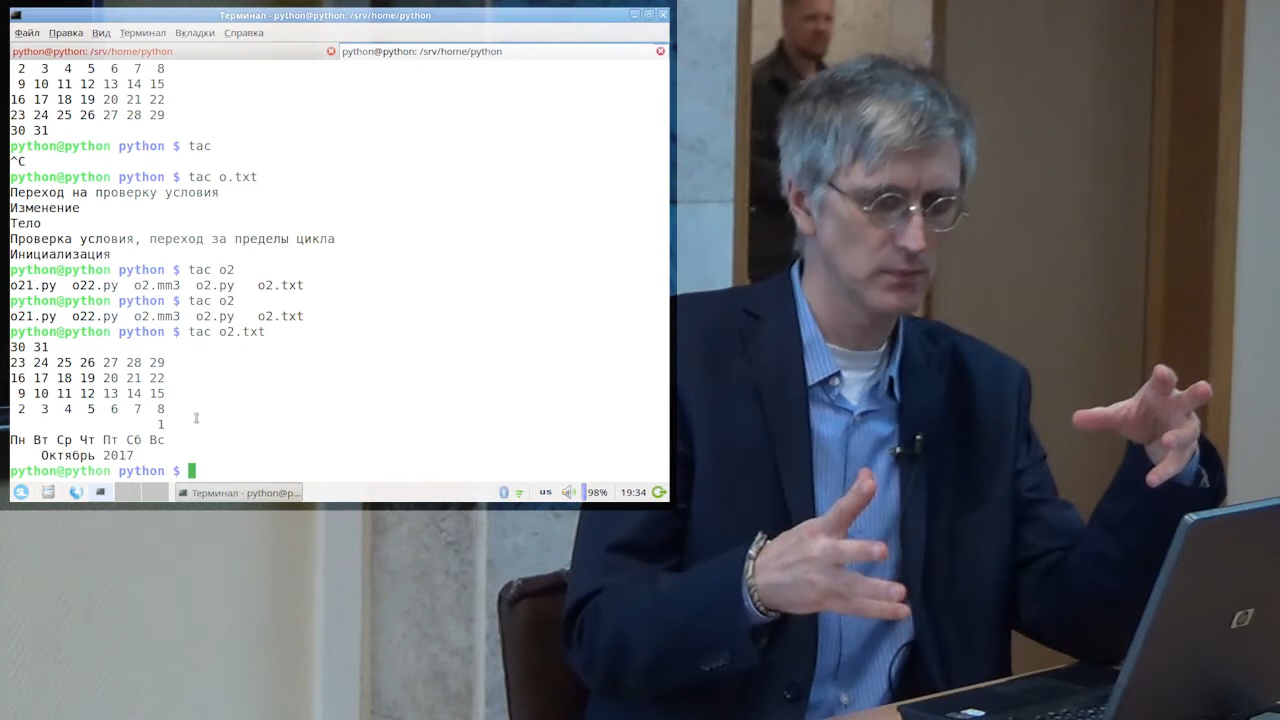 Терминал - python@python: /srv/home/python
Файл Правка Вид Терминал Вкладки Справка
python@python: /srv/home/python python@python: /srv/home/python
2 3 4 5 6 7 8
9 10 11 12 13 14 15
16 17 18 19 20 21 22
23 24 25 26 27 28 29
30 31
python@python python $ tac
^C
python@python python $ tac o.txt
Переход на проверку условия
Изменение
Тело
Проверка условия, переход за пределы цикла
Инициализация
python@python python $ tac o2
o21.py o22.py o2.mm3 o2.py o2.txt
python@python python $ tac o2
o21.py o22.py o2.mm3 o2.py o2.txt
python@python python $ tac o2.txt
30 31
23 24 25 26 27 28 29
16 17 18 19 20 21 22
9 10 11 12 13 14 15
2 3 4 5 6 7 8
1
Пн Вт Ср Чт Пт Сб Вс
Октябрь 2017
python@python python $
SL Терминал - python@p... us 98% 19:34
hp